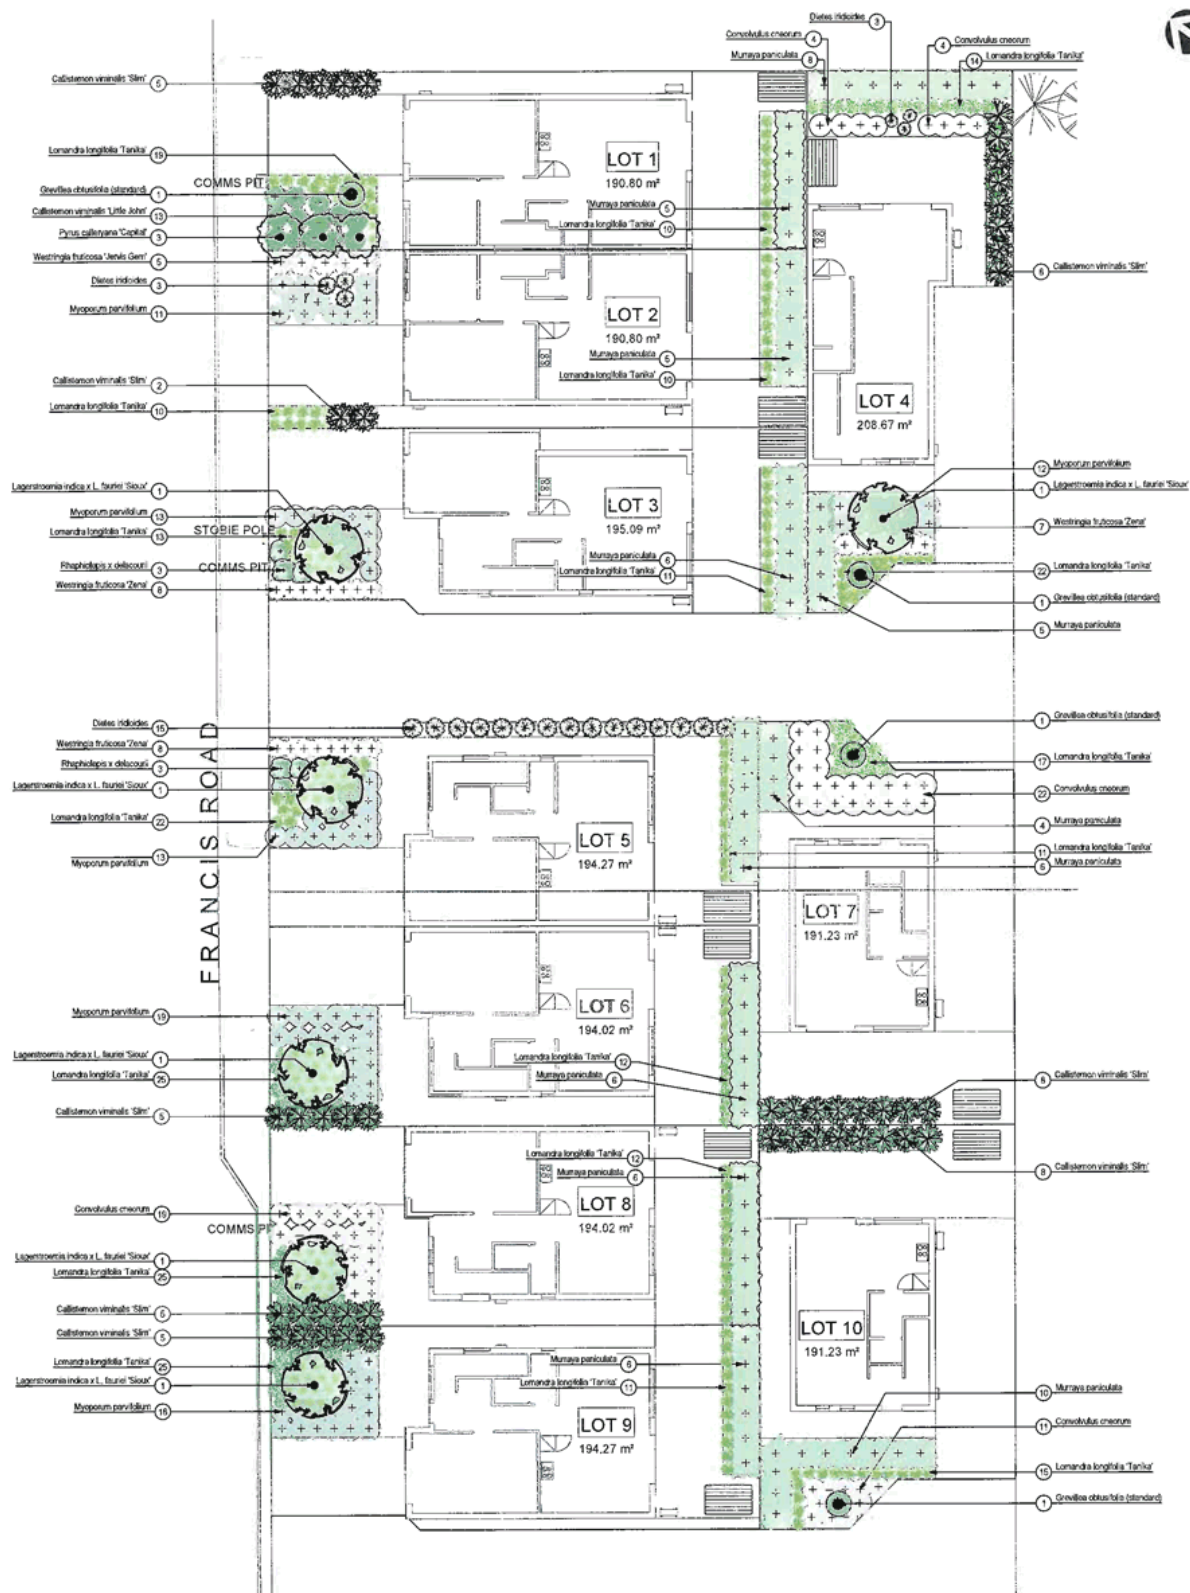 Dietes iridioides
3
Convolvulus cneorum
4
4
Convolvulus cneorum
Murraya paniculata
8
Lomandra longifolia 'Tanika'
14
Callistemon viminalis 'Slim'
5
Lomandra longifolia 'Tanika'
19
COMMS PIT
Grevillea obtusifolia (standard)
1
Callistemon viminalis 'Little John'
13
Pyrus calleryana 'Capital'
3
Westringia fruticosa 'Jervis Gem'
5
Dietes iridioides
3
Myoporum parvifolium
11
LOT 1
190.80 m²
Murraya paniculata
5
Lomandra longifolia 'Tanika'
10
Callistemon viminalis 'Slim'
6
LOT 2
190.80 m²
Murraya paniculata
5
Lomandra longifolia 'Tanika'
10
Callistemon viminalis 'Slim'
2
Lomandra longifolia 'Tanika'
10
LOT 4
208.67 m²
Lagerstroemia indica x L. fauriei 'Sioux'
1
Myoporum parvifolium
13
STOBIE POLE
Lomandra longifolia 'Tanika'
13
Rhaphiolepis x delacourii
3
COMMS PIT
Westringia fruticosa 'Zena'
8
LOT 3
195.09 m²
Murraya paniculata
6
Lomandra longifolia 'Tanika'
11
12
Myoporum parvifolium
1
Lagerstroemia indica x L. fauriei 'Sioux'
7
Westringia fruticosa 'Zena'
22
Lomandra longifolia 'Tanika'
1
Grevillea obtusifolia (standard)
5
Murraya paniculata
FRANCIS ROAD
Dietes iridioides
15
Westringia fruticosa 'Zena'
8
Rhaphiolepis x delacourii
3
Lagerstroemia indica x L. fauriei 'Sioux'
1
Lomandra longifolia 'Tanika'
22
Myoporum parvifolium
13
LOT 5
194.27 m²
1
Grevillea obtusifolia (standard)
17
Lomandra longifolia 'Tanika'
22
Convolvulus cneorum
4
Murraya paniculata
11
Lomandra longifolia 'Tanika'
6
Murraya paniculata
LOT 7
191.23 m²
LOT 6
194.02 m²
Myoporum parvifolium
19
Lagerstroemia indica x L. fauriei 'Sioux'
1
Lomandra longifolia 'Tanika'
25
Callistemon viminalis 'Slim'
5
Lomandra longifolia 'Tanika'
12
Murraya paniculata
6
Callistemon viminalis 'Slim'
8
Callistemon viminalis 'Slim'
Lomandra longifolia 'Tanika'
12
Murraya paniculata
6
LOT 8
194.02 m²
Convolvulus cneorum
COMMS PIT
Lagerstroemia indica x L. fauriei 'Sioux'
1
Lomandra longifolia 'Tanika'
25
Callistemon viminalis 'Slim'
5
Callistemon viminalis 'Slim'
5
Lomandra longifolia 'Tanika'
25
Lagerstroemia indica x L. fauriei 'Sioux'
1
Myoporum parvifolium
LOT 10
191.23 m²
Murraya paniculata
6
Lomandra longifolia 'Tanika'
11
LOT 9
194.27 m²
10
Murraya paniculata
11
Convolvulus cneorum
15
Lomandra longifolia 'Tanika'
1
Grevillea obtusifolia (standard)